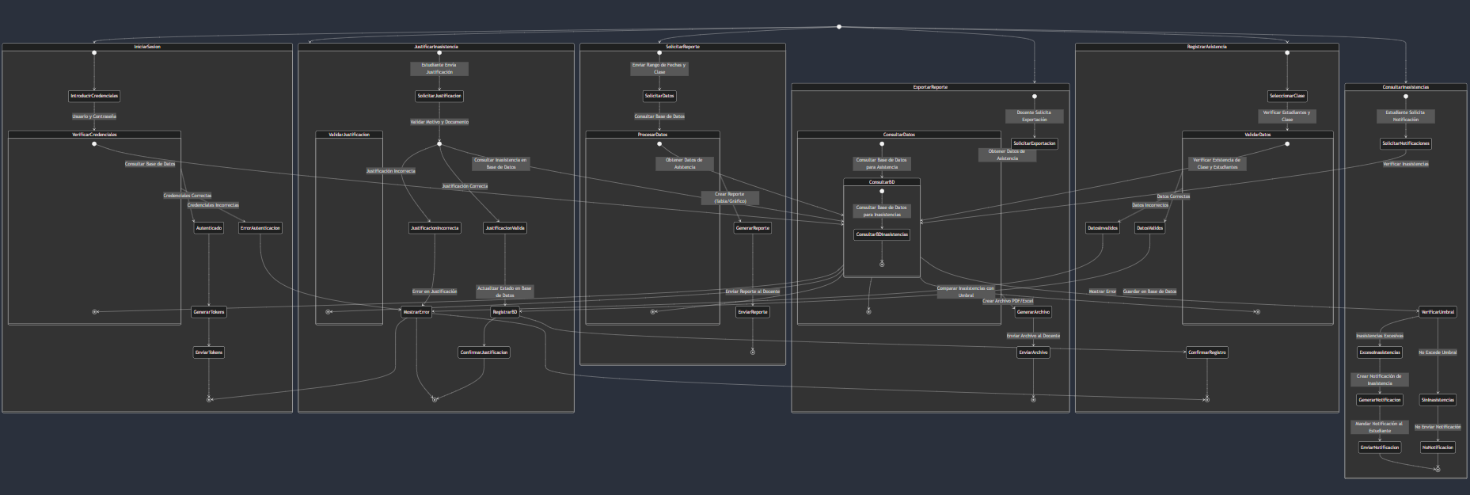 IniciarSesion
IntroducirCredenciales
Usuario y Contraseña
VerificarCredenciales
Consultar Base de Datos
Credenciales Correctas
Credenciales Incorrectas
Autenticado
ErrorAutenticacion
GenerarTokens
EnviarTokens
JustificarInasistencia
Estudiante Envía
Justificación
SolicitarJustificacion
Validar Motivo y Documento
ValidarJustificacion
Consultar Inasistencia en
Base de Datos
Justificación Incorrecta
Justificación Correcta
JustificacionIncorrecta
JustificacionValida
Error en Justificación
Actualizar Estado en Base
de Datos
MostrarError
RegistrarBD
ConfirmarJustificacion
SolicitarReporte
Enviar Rango de Fechas y
Clase
SolicitarDatos
Consultar Base de Datos
ProcesarDatos
Obtener Datos de
Asistencia
Crear Reporte
(Tabla/Gráfico)
GenerarReporte
Enviar Reporte al Docente
EnviarReporte
ExportarReporte
Docente Solicita
Exportación
SolicitarExportacion
Obtener Datos de
Asistencia
ConsultarDatos
Consultar Base de Datos
para Asistencia
ConsultarBD
Consultar Base de Datos
para Inasistencias
ConsultarBDInasistencias
Comparar Inasistencias con
Umbral
Crear Archivo PDF/Excel
GenerarArchivo
Enviar Archivo al Docente
EnviarArchivo
RegistrarAsistencia
SeleccionarClase
Verificar Estudiantes y
Clase
ValidarDatos
Verificar Existencia de
Clase y Estudiantes
Datos Correctos
Datos Incorrectos
DatosInvalidos
DatosValidos
Mostrar Error
Guardar en Base de Datos
ConfirmarRegistro
ConsultarInasistencias
Estudiante Solicita
Notificación
SolicitarNotificaciones
Verificar Inasistencias
VerificarUmbral
Inasistencias Excesivas
No Excede Umbral
ExcesoInasistencias
Crear Notificación de
Inasistencia
GenerarNotificacion
SinInasistencias
Mandar Notificación al
Estudiante
No Enviar Notificación
EnviarNotificacion
NoNotificacion